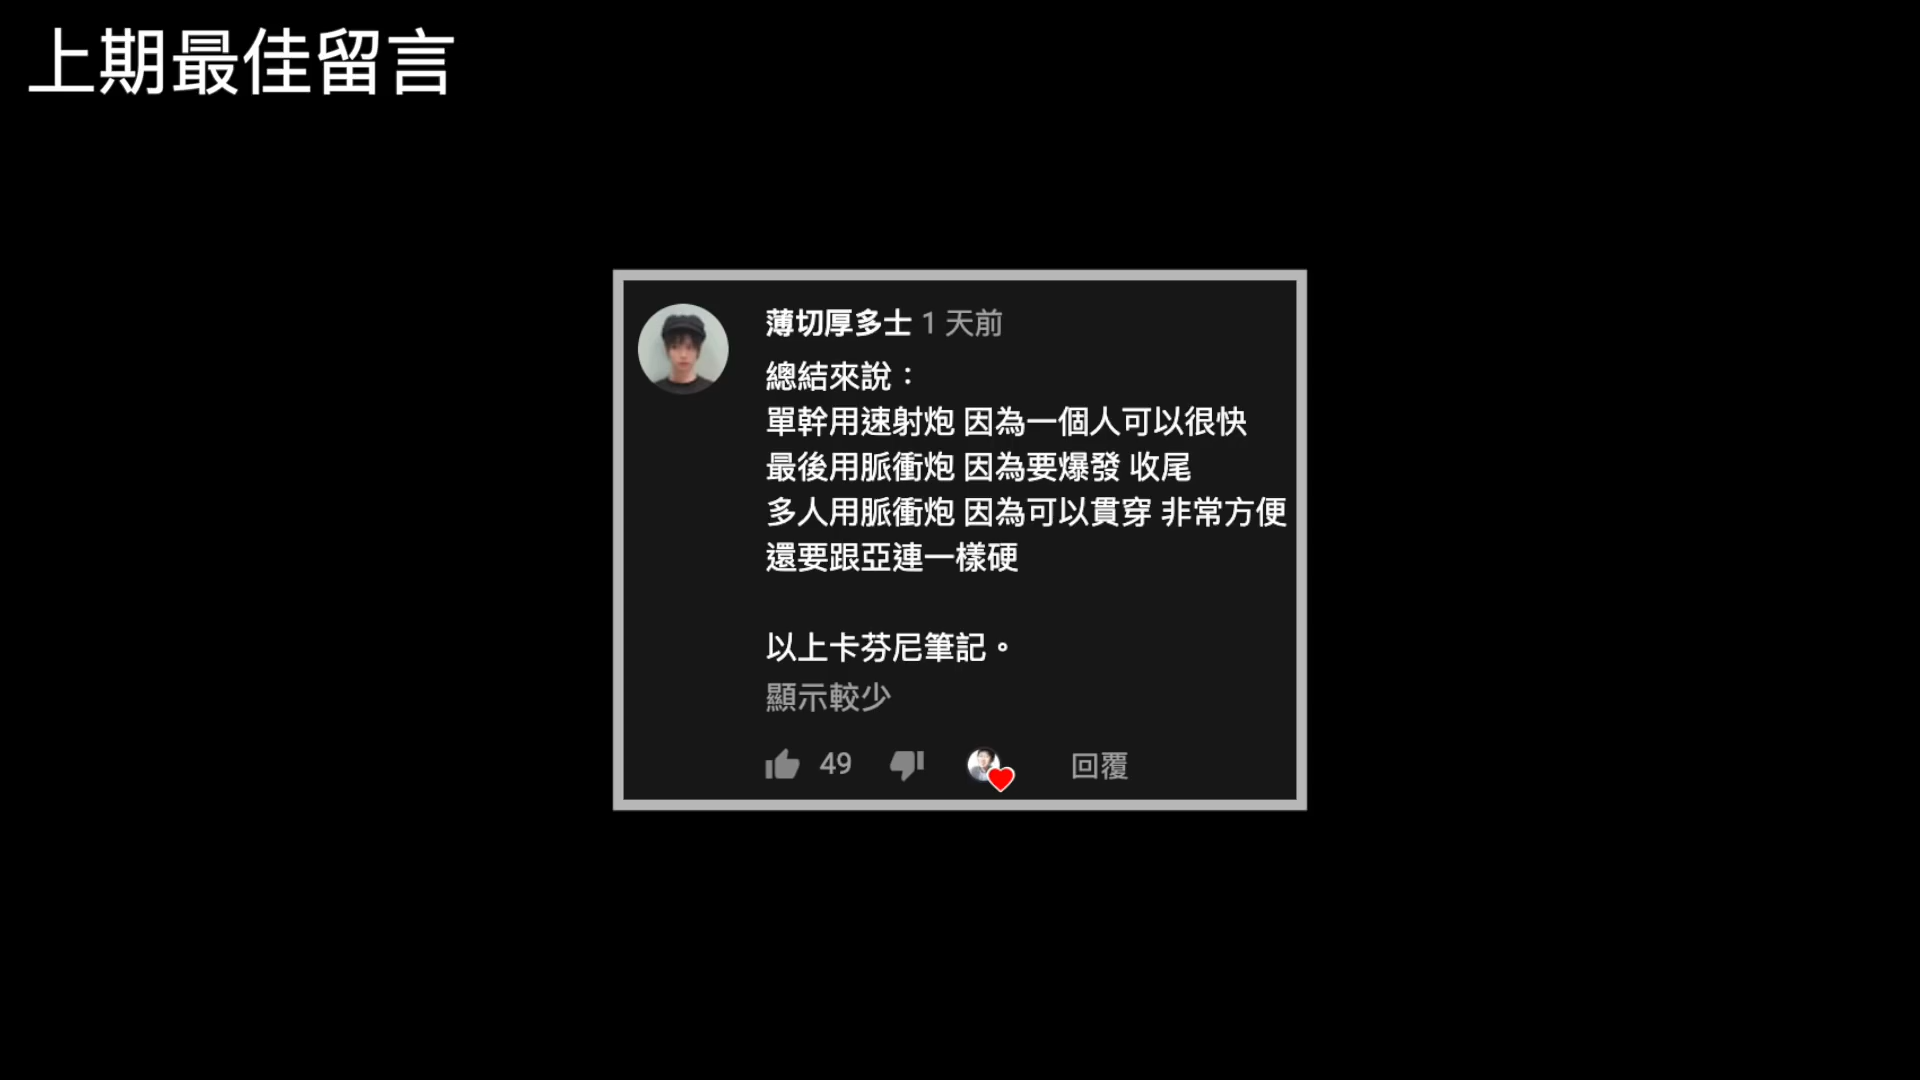 上期最佳留言
薄切厚多士 1 天前
總結來說：
單幹用速射炮 因為一個人可以很快
最後用脈衝炮 因為要爆發 收尾
多人用脈衝炮 因為可以貫穿 非常方便
還要跟亞連一樣硬
以上卡芬尼筆記。
顯示較少
49
回覆